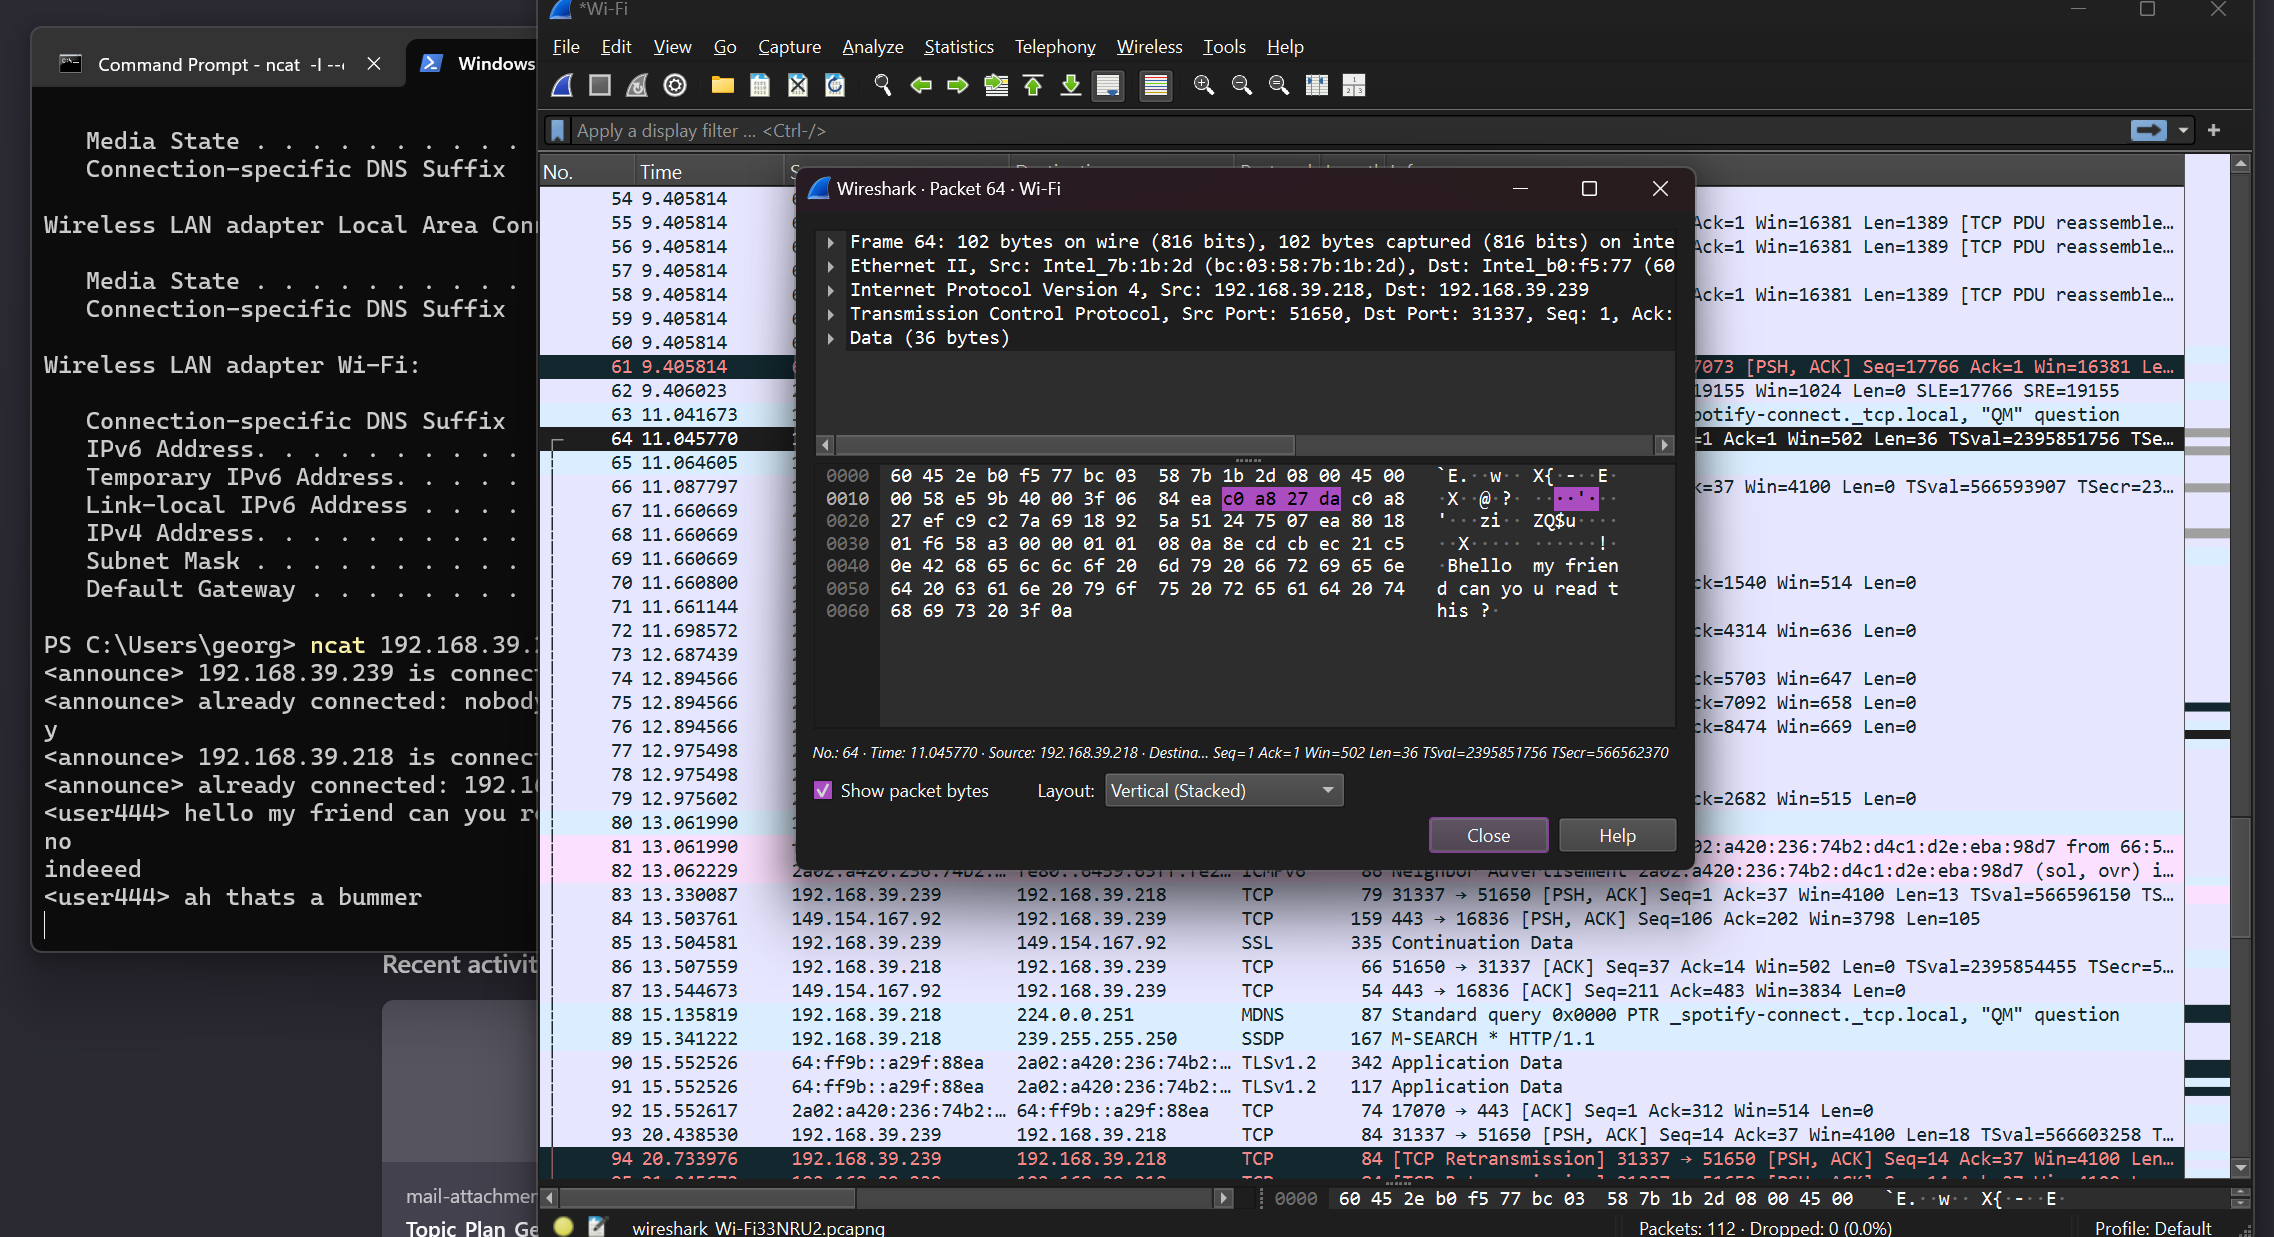 *Wi-Fi
Command Prompt - ncat -l --
Windows
File Edit View Go Capture Analyze Statistics Telephony Wireless Tools Help
Apply a display filter ... <Ctrl-/>
Media State . . . . . . . . . .
Connection-specific DNS Suffix
Wireless LAN adapter Local Area Con
Media State . . . . . . . . . .
Connection-specific DNS Suffix
Wireless LAN adapter Wi-Fi:
Connection-specific DNS Suffix
IPv6 Address. . . . . . . . . .
Temporary IPv6 Address. . . . .
Link-local IPv6 Address . . . .
IPv4 Address. . . . . . . . . .
Subnet Mask . . . . . . . . . .
Default Gateway . . . . . . . .
PS C:\Users\georg> ncat 192.168.39.
<announce> 192.168.39.239 is connec
<announce> already connected: nobody
y
<announce> 192.168.39.218 is connec
<announce> already connected: 192.1
<user444> hello my friend can you r
no
indeeed
<user444> ah thats a bummer
Recent activit
mail-attachmen
Topic Plan Ge
No. Time
54 9.405814
55 9.405814 Ack=1 Win=16381 Len=1389 [TCP PDU reassemble…
56 9.405814 Ack=1 Win=16381 Len=1389 [TCP PDU reassemble…
57 9.405814
58 9.405814 Ack=1 Win=16381 Len=1389 [TCP PDU reassemble…
59 9.405814
60 9.405814
61 9.405814 7073 [PSH, ACK] Seq=17766 Ack=1 Win=16381 Le…
62 9.406023 19155 Win=1024 Len=0 SLE=17766 SRE=19155
63 11.041673 potify-connect._tcp.local, "QM" question
64 11.045770 =1 Ack=1 Win=502 Len=36 TSval=2395851756 TSe…
65 11.064605
66 11.087797 k=37 Win=4100 Len=0 TSval=566593907 TSecr=23…
67 11.660669
68 11.660669
69 11.660669
70 11.660800 ck=1540 Win=514 Len=0
71 11.661144
72 11.698572 ck=4314 Win=636 Len=0
73 12.687439
74 12.894566 ck=5703 Win=647 Len=0
75 12.894566 ck=7092 Win=658 Len=0
76 12.894566 ck=8474 Win=669 Len=0
77 12.975498
78 12.975498
79 12.975602 ck=2682 Win=515 Len=0
80 13.061990
81 13.061990 02:a420:236:74b2:d4c1:d2e:eba:98d7 from 66:5…
82 13.062229 2a02:a420:236:74b2:… ICMPv6 86 Neighbor Advertisement 2a02:a420:236:74b2:d4c1:d2e:eba:98d7 (sol, ovr) i…
83 13.330087 192.168.39.239 192.168.39.218 TCP 79 31337 → 51650 [PSH, ACK] Seq=1 Ack=37 Win=4100 Len=13 TSval=566596150 TS…
84 13.503761 149.154.167.92 192.168.39.239 TCP 159 443 → 16836 [PSH, ACK] Seq=106 Ack=202 Win=3798 Len=105
85 13.504581 192.168.39.239 149.154.167.92 SSL 335 Continuation Data
86 13.507559 192.168.39.218 192.168.39.239 TCP 66 51650 → 31337 [ACK] Seq=37 Ack=14 Win=502 Len=0 TSval=2395854455 TSecr=5…
87 13.544673 149.154.167.92 192.168.39.239 TCP 54 443 → 16836 [ACK] Seq=211 Ack=483 Win=3834 Len=0
88 15.135819 192.168.39.218 224.0.0.251 MDNS 87 Standard query 0x0000 PTR _spotify-connect._tcp.local, "QM" question
89 15.341222 192.168.39.218 239.255.255.250 SSDP 167 M-SEARCH * HTTP/1.1
90 15.552526 64:ff9b::a29f:88ea 2a02:a420:236:74b2:… TLSv1.2 342 Application Data
91 15.552526 64:ff9b::a29f:88ea 2a02:a420:236:74b2:… TLSv1.2 117 Application Data
92 15.552617 2a02:a420:236:74b2:… 64:ff9b::a29f:88ea TCP 74 17070 → 443 [ACK] Seq=1 Ack=312 Win=514 Len=0
93 20.438530 192.168.39.239 192.168.39.218 TCP 84 31337 → 51650 [PSH, ACK] Seq=14 Ack=37 Win=4100 Len=18 TSval=566603258 T…
94 20.733976 192.168.39.239 192.168.39.218 TCP 84 [TCP Retransmission] 31337 → 51650 [PSH, ACK] Seq=14 Ack=37 Win=4100 Len…
Wireshark · Packet 64 · Wi-Fi
Frame 64: 102 bytes on wire (816 bits), 102 bytes captured (816 bits) on inte
Ethernet II, Src: Intel_7b:1b:2d (bc:03:58:7b:1b:2d), Dst: Intel_b0:f5:77 (60
Internet Protocol Version 4, Src: 192.168.39.218, Dst: 192.168.39.239
Transmission Control Protocol, Src Port: 51650, Dst Port: 31337, Seq: 1, Ack:
Data (36 bytes)
0000 60 45 2e b0 f5 77 bc 03 58 7b 1b 2d 08 00 45 00 `E.··w·· X{·-··E·
0010 00 58 e5 9b 40 00 3f 06 84 ea c0 a8 27 da c0 a8 ·X··@·?· ····'···
0020 27 ef c9 c2 7a 69 18 92 5a 51 24 75 07 ea 80 18 '···zi·· ZQ$u····
0030 01 f6 58 a3 00 00 01 01 08 0a 8e cd cb ec 21 c5 ··X····· ······!·
0040 0e 42 68 65 6c 6c 6f 20 6d 79 20 66 72 69 65 6e ·Bhello my frien
0050 64 20 63 61 6e 20 79 6f 75 20 72 65 61 64 20 74 d can yo u read t
0060 68 69 73 20 3f 0a his ?·
No.: 64 · Time: 11.045770 · Source: 192.168.39.218 · Destina... Seq=1 Ack=1 Win=502 Len=36 TSval=2395851756 TSecr=566562370
Show packet bytes Layout: Vertical (Stacked)
Close Help
0000 60 45 2e b0 f5 77 bc 03 58 7b 1b 2d 08 00 45 00 `E.··w·· X{·-··E·
wireshark_Wi-Fi33NRU2.pcapng Packets: 112 · Dropped: 0 (0.0%) Profile: Default